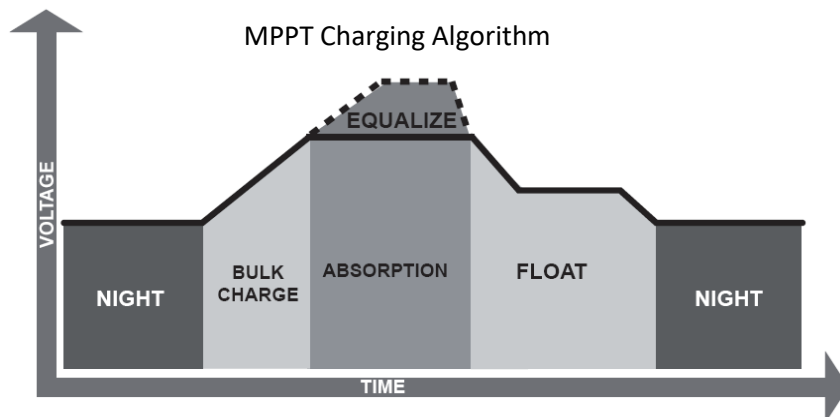 MPPT Charging Algorithm
EQUALIZE
VOLTAGE
NIGHT
BULK
CHARGE
ABSORPTION
FLOAT
NIGHT
TIME